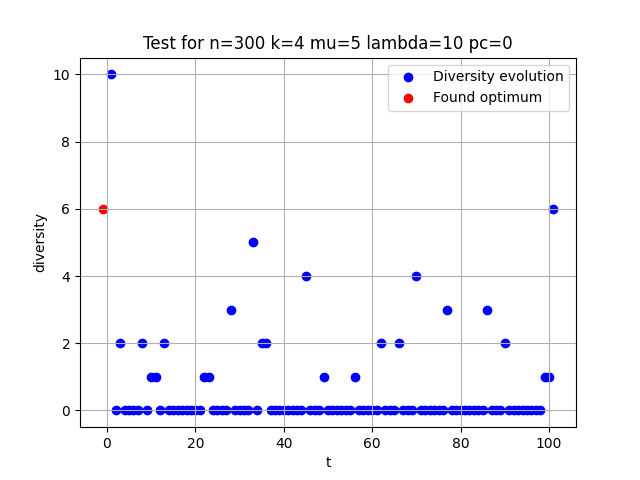 Test for n=300 k=4 mu=5 lambda=10 pc=0
Diversity evolution
Found optimum
diversity
10
8
6
4
2
0
0 20 40 60 80 100
t